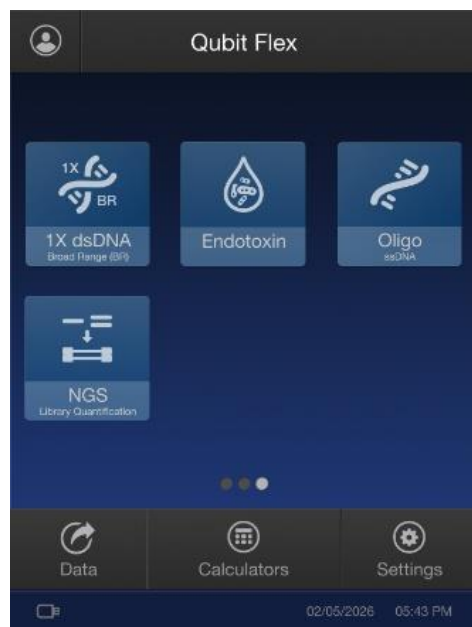 Qubit Flex
1X
BR
1X dsDNA
Broad Range (BR)
Endotoxin
Oligo
ssDNA
NGS
Library Quantification
Data
Calculators
Settings
02/05/2026 05:43 PM